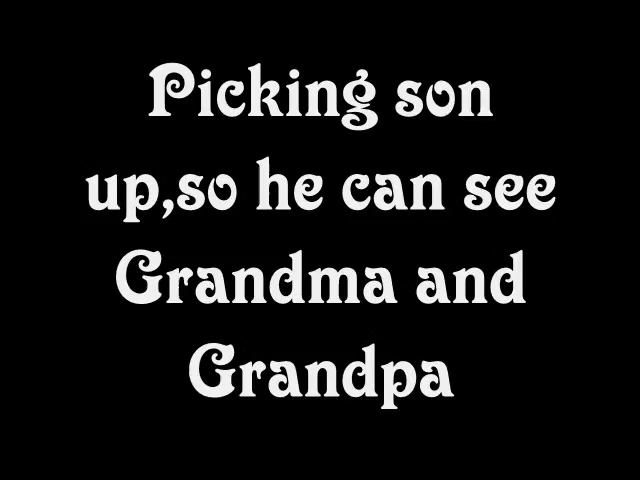 Picking son
up,so he can see
Grandma and
Grandpa